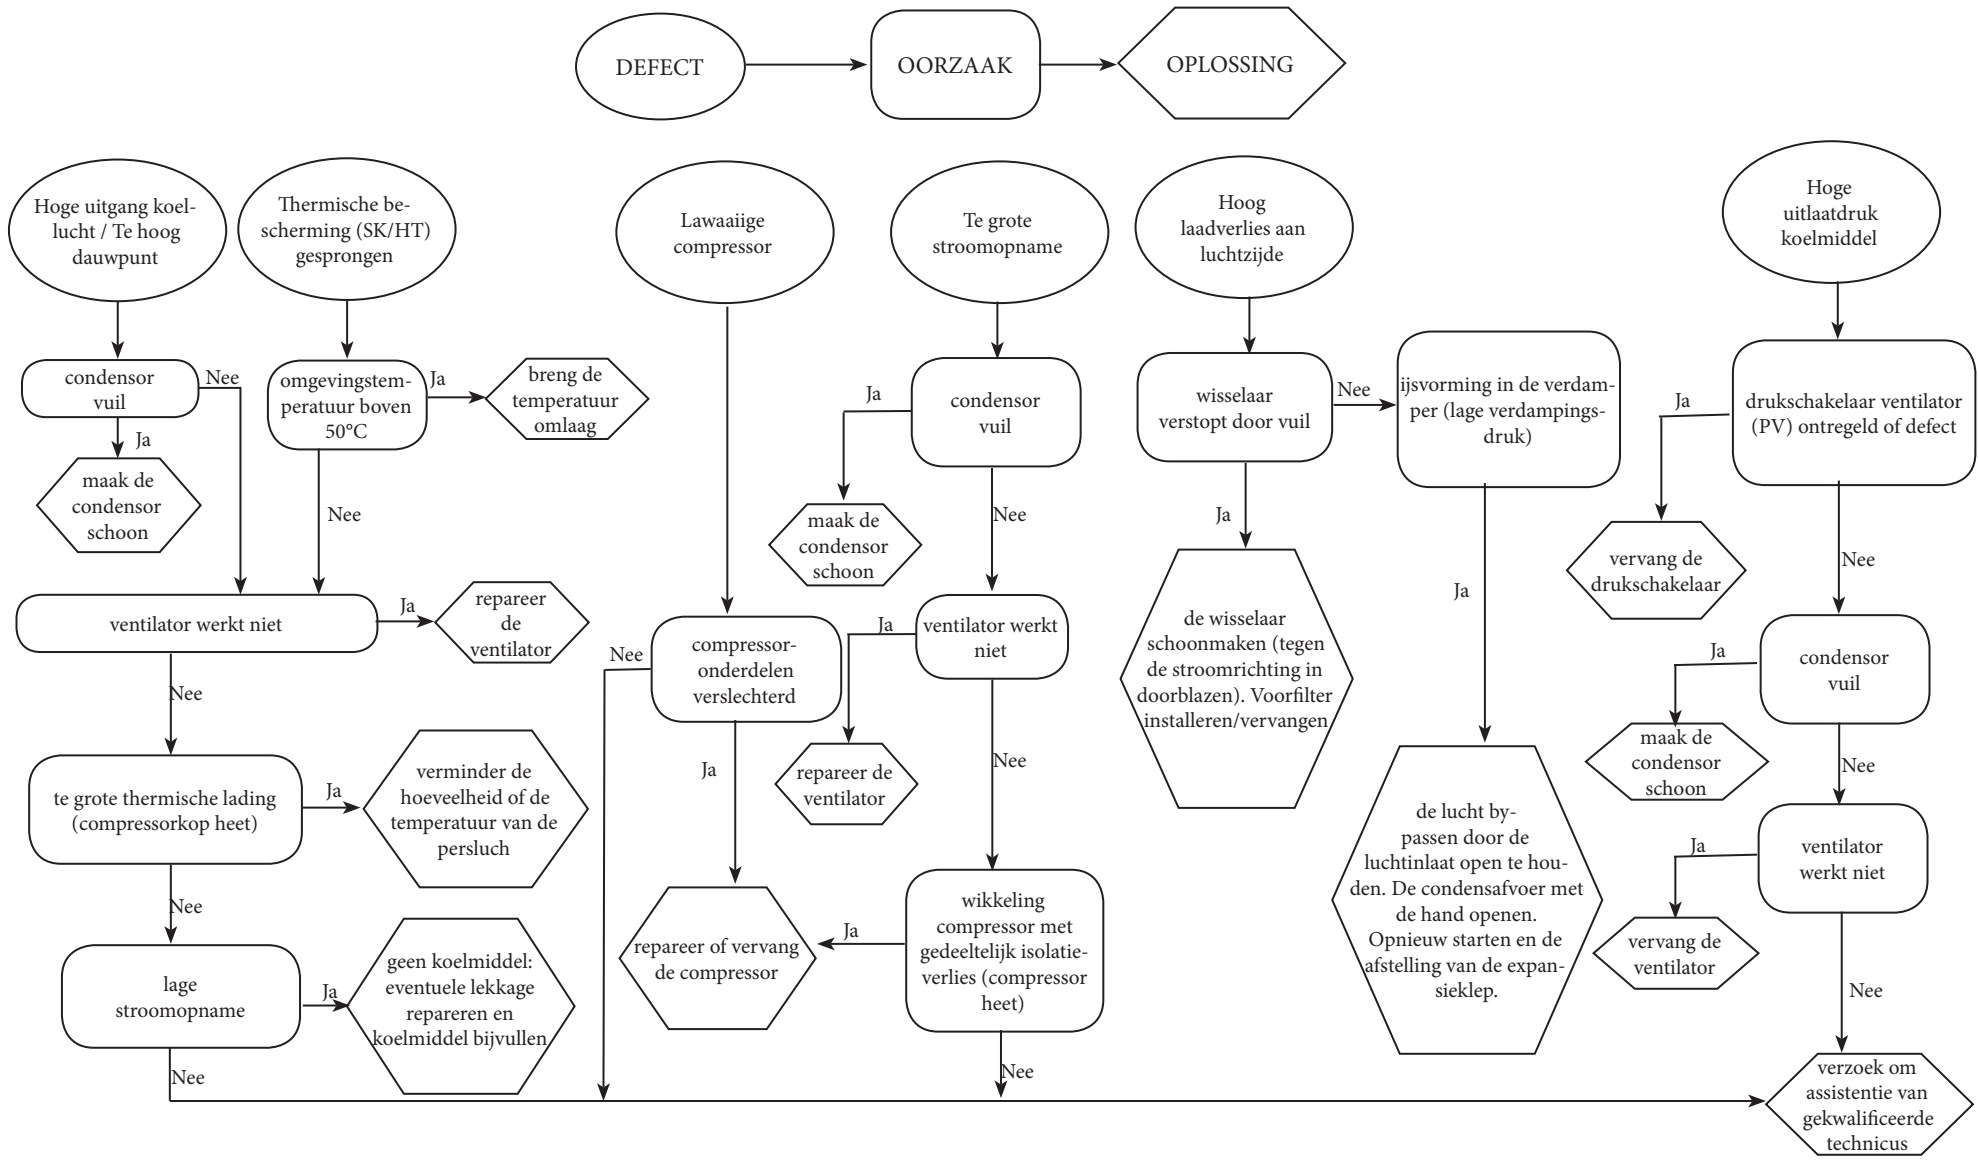 DEFECT
OORZAAK
OPLOSSING
Hoge uitgang koel-
lucht / Te hoog
dauwpunt
Thermische be-
scherming (SK/HT)
gesprongen
Lawaaiige
compressor
Te grote
stroomopname
Hoog
laadverlies aan
luchtzijde
Hoge
uitlaatdruk
koelmiddel
condensor
vuil
Nee
Ja
maak de
condensor
schoon
omgevingstem-
peratuur boven
50°C
Ja
breng de
temperatuur
omlaag
Nee
ventilator werkt niet
Ja
repareer
de
ventilator
Nee
te grote thermische lading
(compressorkop heet)
Ja
verminder de
hoeveelheid of de
temperatuur van de
persluch
Nee
lage
stroomopname
Ja
geen koelmiddel:
eventuele lekkage
repareren en
koelmiddel bijvullen
Nee
compressor-
onderdelen
verslechterd
Nee
Ja
repareer of vervang
de compressor
condensor
vuil
Ja
maak de
condensor
schoon
Nee
ventilator werkt
niet
Ja
repareer de
ventilator
Nee
wikkeling
compressor met
gedeeltelijk isolatie-
verlies (compressor
heet)
Ja
Nee
wisselaar
verstopt door vuil
Nee
Ja
de wisselaar
schoonmaken (tegen
de stroomrichting in
doorblazen). Voorfilter
installeren/vervangen
ijsvorming in de verdam-
per (lage verdampings-
druk)
Ja
de lucht by-
passen door de
luchtinlaat open te hou-
den. De condensafvoer met
de hand openen.
Opnieuw starten en de
afstelling van de expan-
sieklep.
drukschakelaar ventilator
(PV) ontregeld of defect
Ja
vervang de
drukschakelaar
Nee
condensor
vuil
Ja
maak de
condensor
schoon
Nee
ventilator
werkt niet
Ja
vervang de
ventilator
Nee
verzoek om
assistentie van
gekwalificeerde
technicus